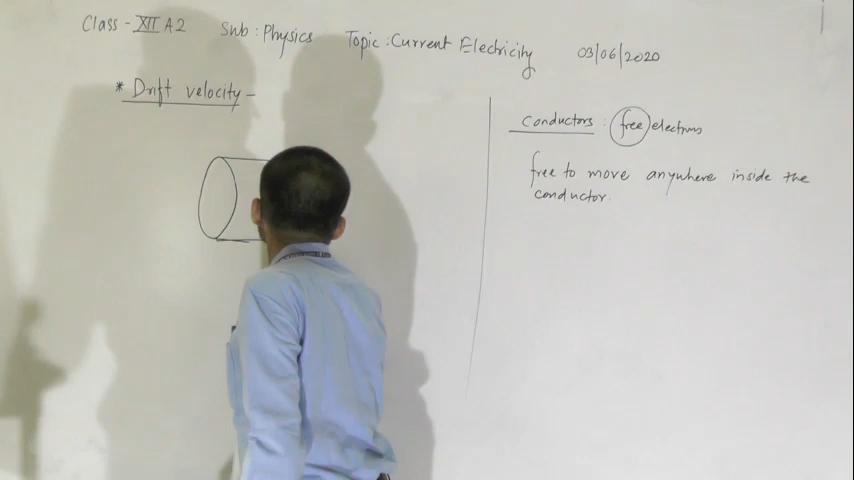 Class - XII A2 Sub : Physics Topic : Current Electricity 03/06/2020
* Drift velocity -
Conductors : free electrons
free to move anywhere inside the
conductor.